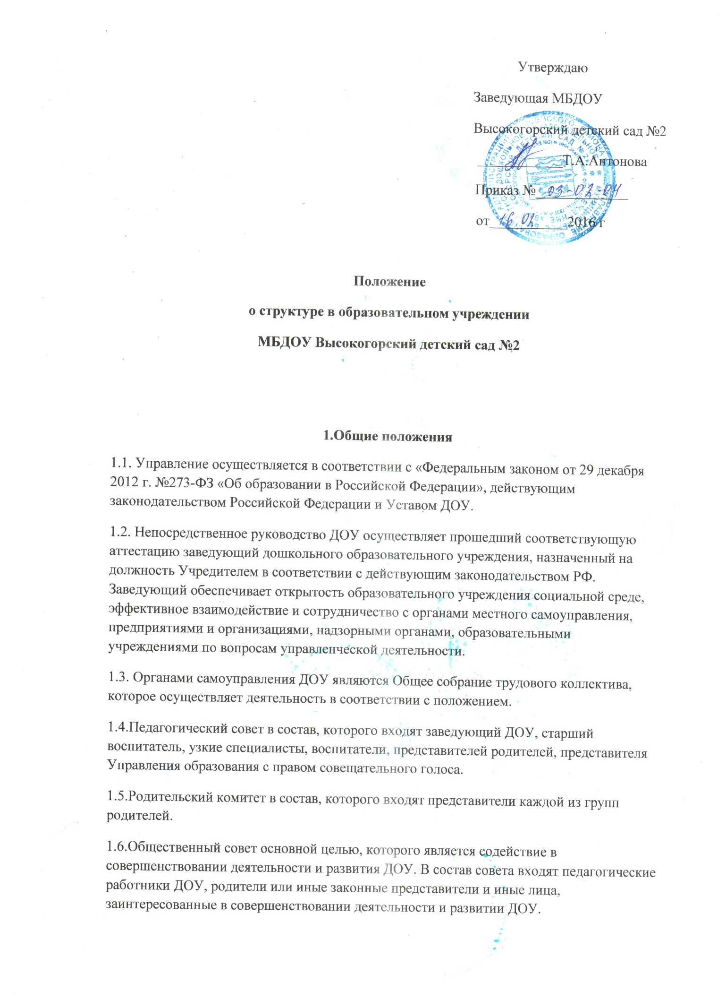 Утверждаю
Заведующая МБДОУ
Высокогорский детский сад №2
____________Т.А.Антонова
Приказ № 03-02-04
от 16.02 2016 г
Положение
о структуре в образовательном учреждении
МБДОУ Высокогорский детский сад №2
1.Общие положения
1.1. Управление осуществляется в соответствии с «Федеральным законом от 29 декабря
2012 г. №273-ФЗ «Об образовании в Российской Федерации», действующим
законодательством Российской Федерации и Уставом ДОУ.
1.2. Непосредственное руководство ДОУ осуществляет прошедший соответствующую
аттестацию заведующий дошкольного образовательного учреждения, назначенный на
должность Учредителем в соответствии с действующим законодательством РФ.
Заведующий обеспечивает открытость образовательного учреждения социальной среде,
эффективное взаимодействие и сотрудничество с органами местного самоуправления,
предприятиями и организациями, надзорными органами, образовательными
учреждениями по вопросам управленческой деятельности.
1.3. Органами самоуправления ДОУ являются Общее собрание трудового коллектива,
которое осуществляет деятельность в соответствии с положением.
1.4.Педагогический совет в состав, которого входят заведующий ДОУ, старший
воспитатель, узкие специалисты, воспитатели, представителей родителей, представителя
Управления образования с правом совещательного голоса.
1.5.Родительский комитет в состав, которого входят представители каждой из групп
родителей.
1.6.Общественный совет основной целью, которого является содействие в
совершенствовании деятельности и развития ДОУ. В состав совета входят педагогические
работники ДОУ, родители или иные законные представители и иные лица,
заинтересованные в совершенствовании деятельности и развитии ДОУ.